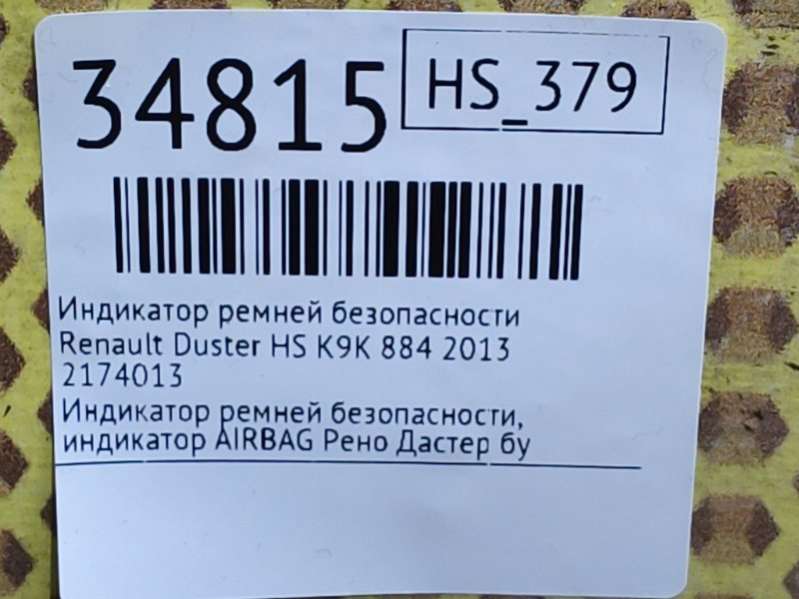 34815
HS_379
Индикатор ремней безопасности
Renault Duster HS K9K 884 2013
2174013
Индикатор ремней безопасности,
индикатор AIRBAG Рено Дастер бу